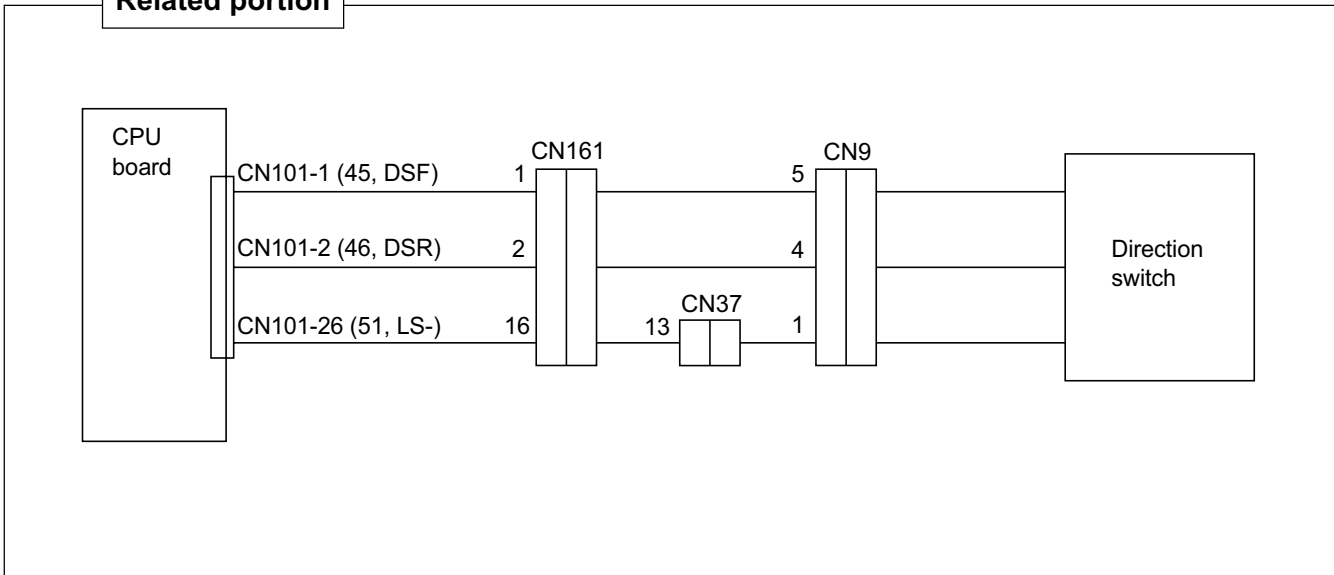 Related portion
CPU
board
CN101-1 (45, DSF)
1
CN161
5
CN9
CN101-2 (46, DSR)
2
4
Direction
switch
CN101-26 (51, LS-)
16
13
CN37
1